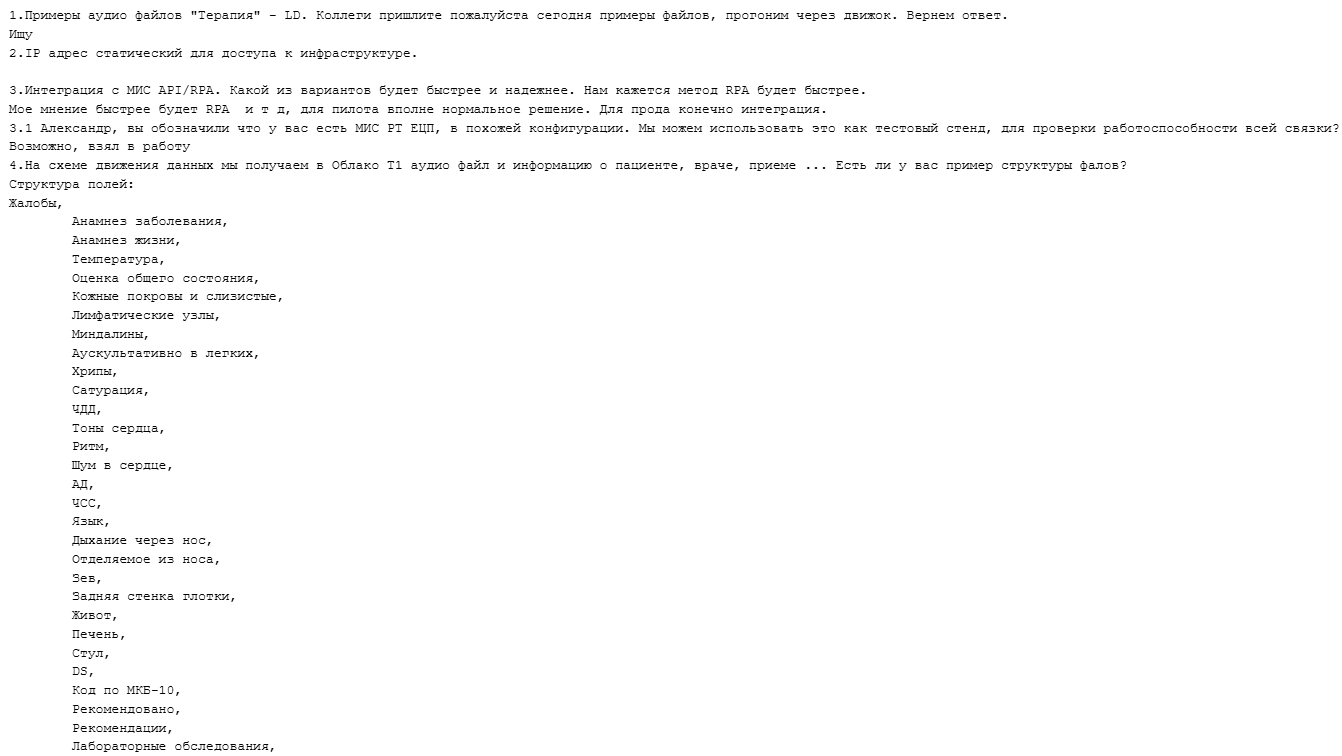 1.Примеры аудио файлов "Терапия" - LD. Коллеги пришлите пожалуйста сегодня примеры файлов, прогоним через движок. Вернем ответ.
Ищу
2.IP адрес статический для доступа к инфраструктуре.
3.Интеграция с МИС API/RPA. Какой из вариантов будет быстрее и надежнее. Нам кажется метод RPA будет быстрее.
Мое мнение быстрее будет RPA  и т д, для пилота вполне нормальное решение. Для прода конечно интеграция.
3.1 Александр, вы обозначили что у вас есть МИС РТ ЕЦП, в похожей конфигурации. Мы можем использовать это как тестовый стенд, для проверки работоспособности всей связки?
Возможно, взял в работу
4.На схеме движения данных мы получаем в Облако Т1 аудио файл и информацию о пациенте, враче, приеме ... Есть ли у вас пример структуры фалов?
Структура полей:
Жалобы,
Анамнез заболевания,
Анамнез жизни,
Температура,
Оценка общего состояния,
Кожные покровы и слизистые,
Лимфатические узлы,
Миндалины,
Аускультативно в легких,
Хрипы,
Сатурация,
ЧДД,
Тоны сердца,
Ритм,
Шум в сердце,
АД,
ЧСС,
Язык,
Дыхание через нос,
Отделяемое из носа,
Зев,
Задняя стенка глотки,
Живот,
Печень,
Стул,
DS,
Код по МКБ-10,
Рекомендовано,
Рекомендации,
Лабораторные обследования,